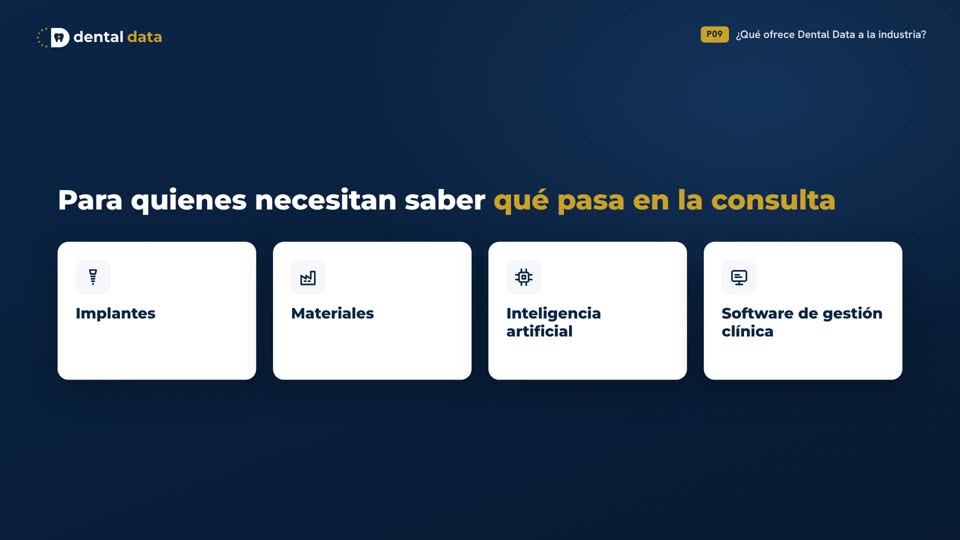 dental data
P09 ¿Qué ofrece Dental Data a la industria?
Para quienes necesitan saber qué pasa en la consulta
Implantes
Materiales
Inteligencia
artificial
Software de gestión
clínica